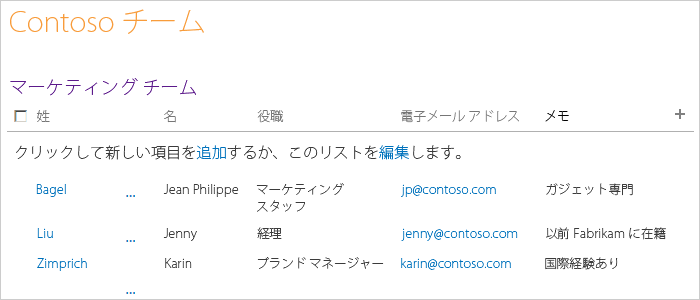 Contoso チーム
マーケティング チーム
姓 名 役職 電子メール アドレス メモ +
クリックして新しい項目を追加するか、このリストを編集します。
Bagel ... Jean Philippe マーケティング jp@contoso.com ガジェット専門
スタッフ
Liu ... Jenny 経理 jenny@contoso.com 以前 Fabrikam に在籍
Zimprich ... Karin ブランド マネージャー karin@contoso.com 国際経験あり
...